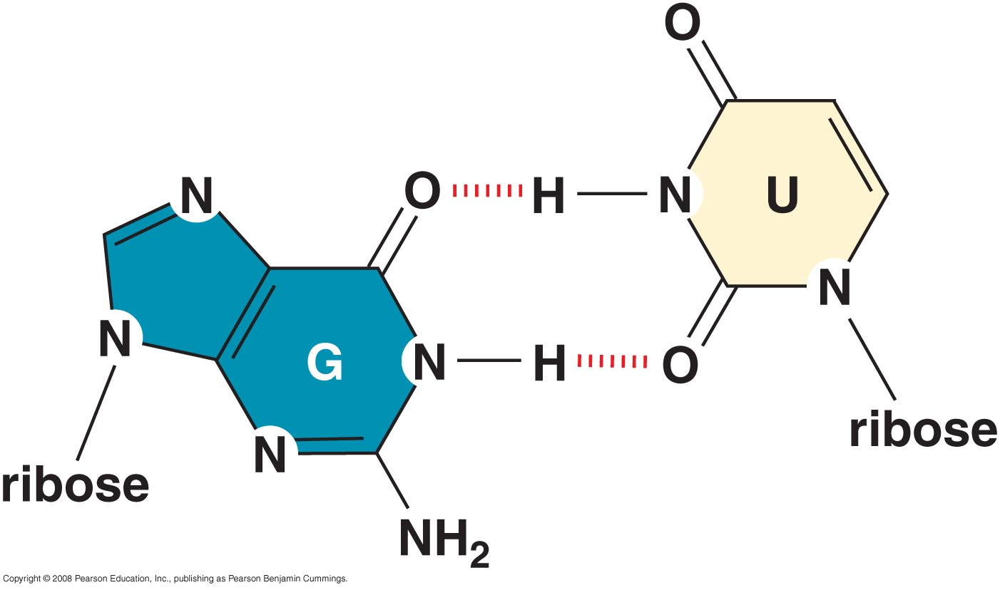 O
N
O
H
N
U
N
N
G
N
H
O
ribose
N
ribose
NH2
Copyright © 2008 Pearson Education, Inc., publishing as Pearson Benjamin Cummings.